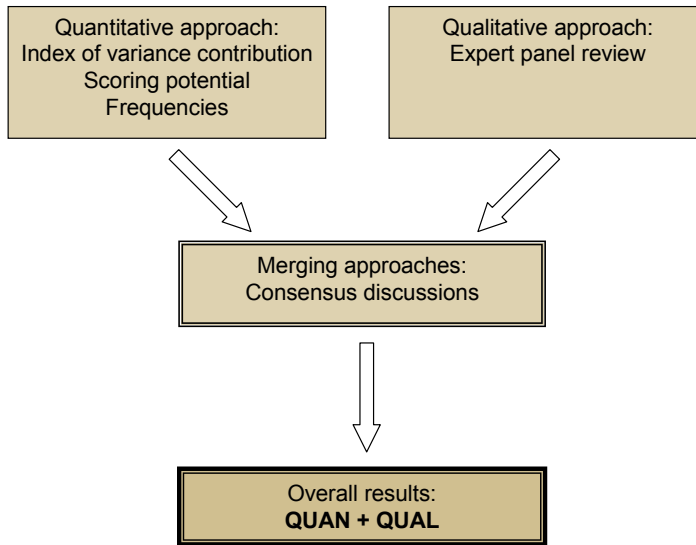 Quantitative approach:
Index of variance contribution
Scoring potential
Frequencies
Qualitative approach:
Expert panel review
Merging approaches:
Consensus discussions
Overall results:
QUAN + QUAL